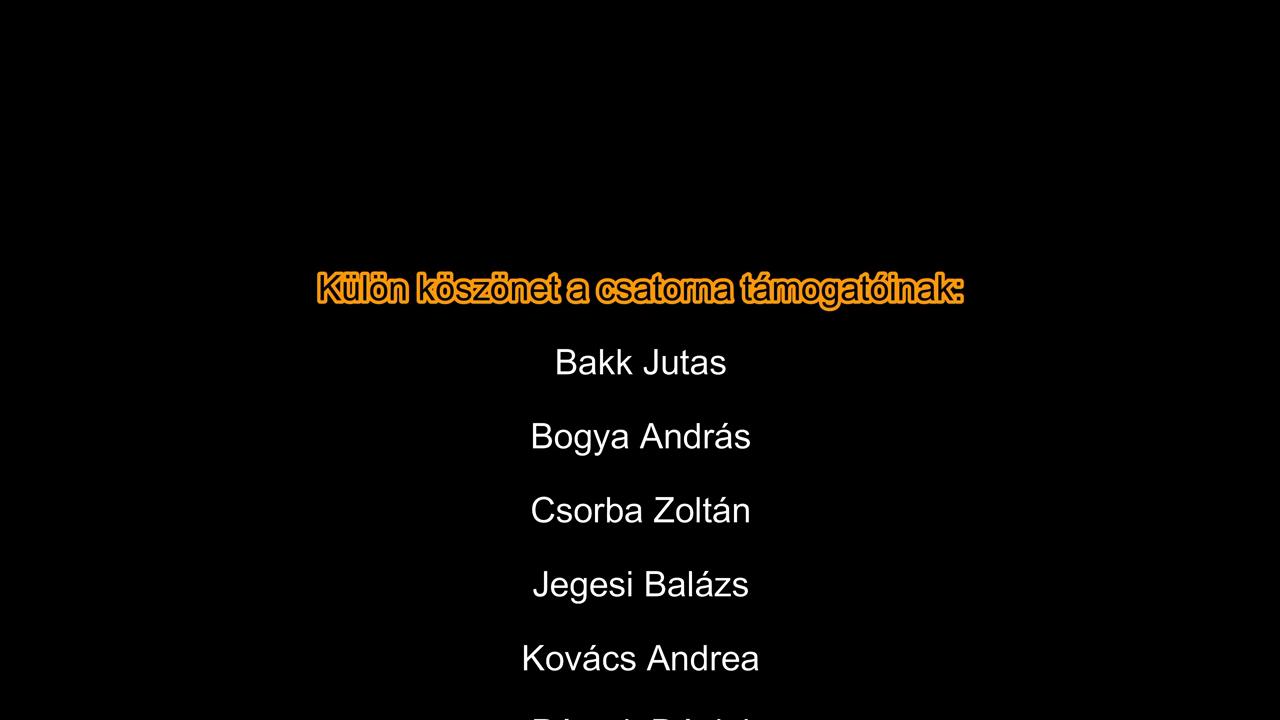 Külön köszönet a csatorna támogatóinak:
Bakk Jutas
Bogya András
Csorba Zoltán
Jegesi Balázs
Kovács Andrea